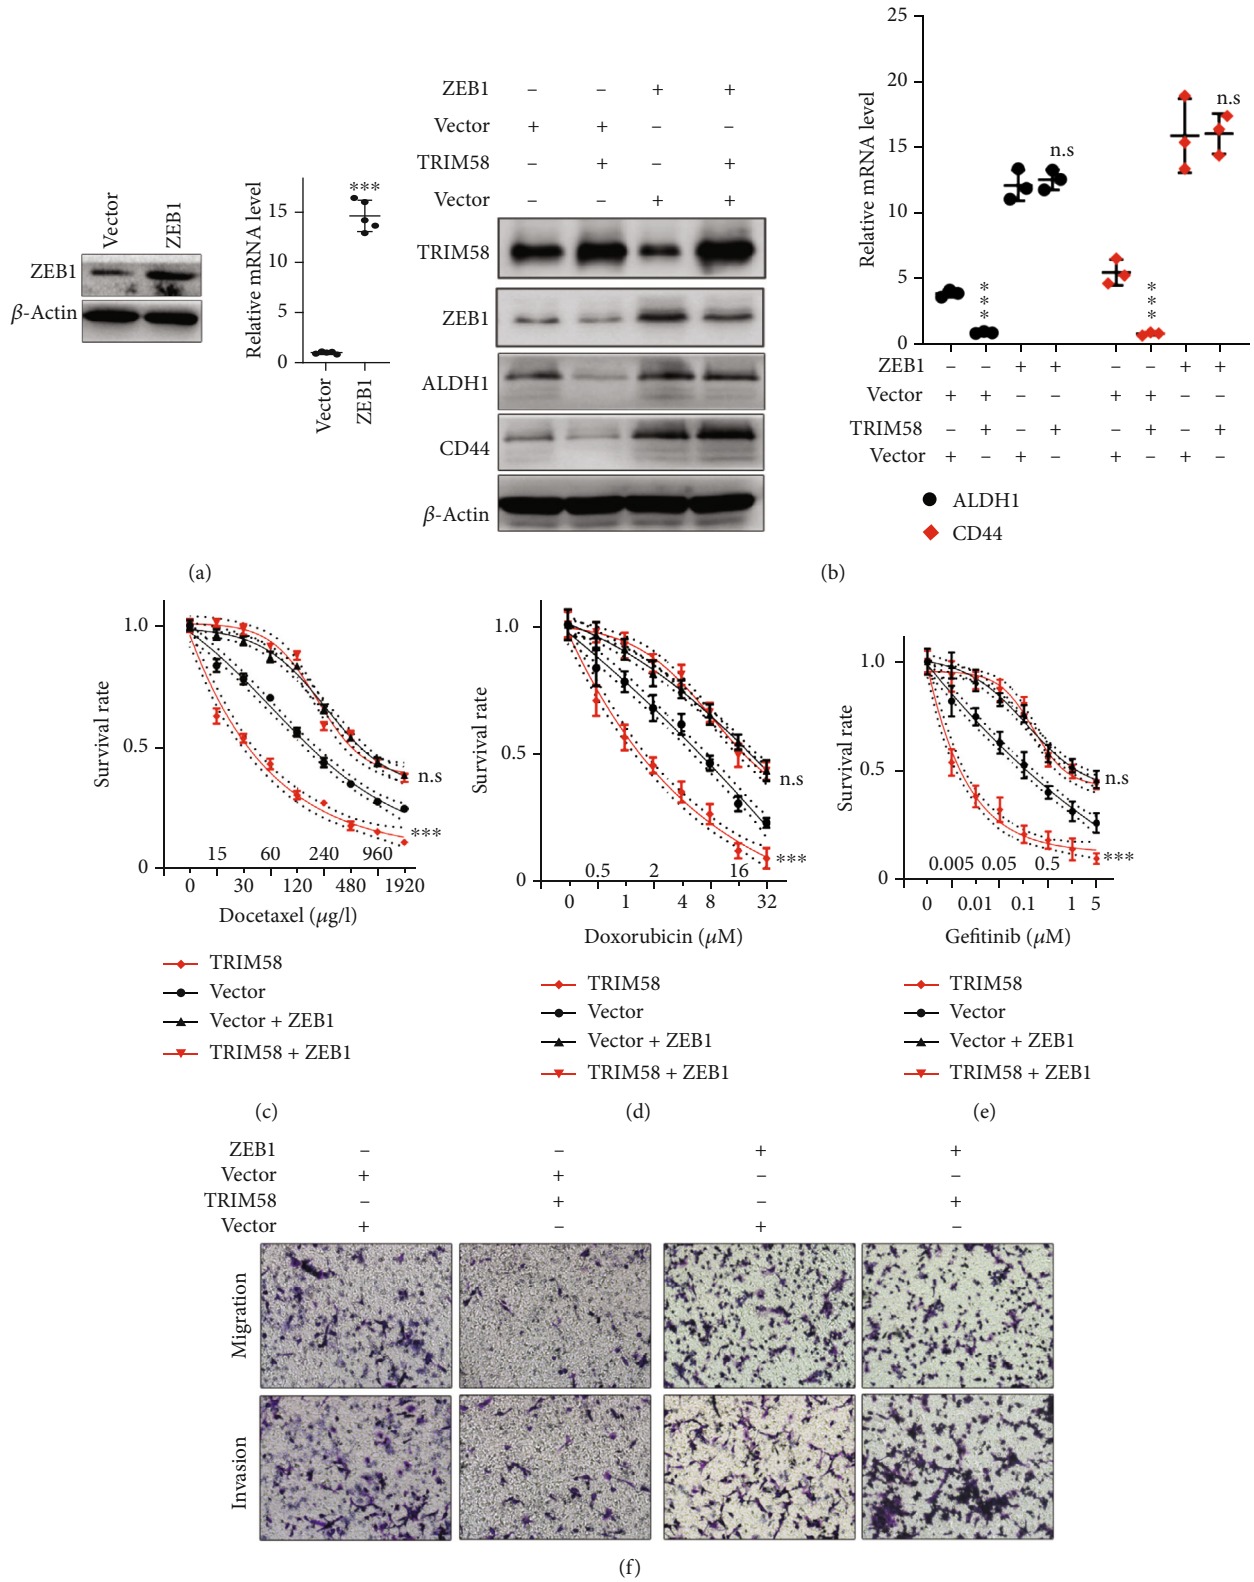 Vector
ZEB1
ZEB1
β-Actin
Relative mRNA level
15
10
5
0
***
Vector
ZEB1
(a)
ZEB1 – – + +
Vector + + – –
TRIM58 – + – +
Vector – – + +
TRIM58
ZEB1
ALDH1
CD44
β-Actin
Relative mRNA level
25
20
15
10
5
0
***
n.s
***
n.s
ZEB1 – – + + – – + +
Vector + + – – + + – –
TRIM58 – + – + – + – +
Vector + – + – + – + –
ALDH1
CD44
(b)
Survival rate
1.0
0.5
0
n.s
***
15 60 240 960
0 30 120 480 1920
Docetaxel (μg/l)
TRIM58
Vector
Vector + ZEB1
TRIM58 + ZEB1
(c)
Survival rate
1.0
0.5
0
n.s
***
0.5 2 16
0 1 4 8 32
Doxorubicin (μM)
TRIM58
Vector
Vector + ZEB1
TRIM58 + ZEB1
(d)
Survival rate
1.0
0.5
0
n.s
***
0.005 0.05 0.5
0 0.01 0.1 1 5
Gefitinib (μM)
TRIM58
Vector
Vector + ZEB1
TRIM58 + ZEB1
(e)
ZEB1 – – + +
Vector + + – –
TRIM58 – + – +
Vector + – + –
Migration
Invasion
(f)